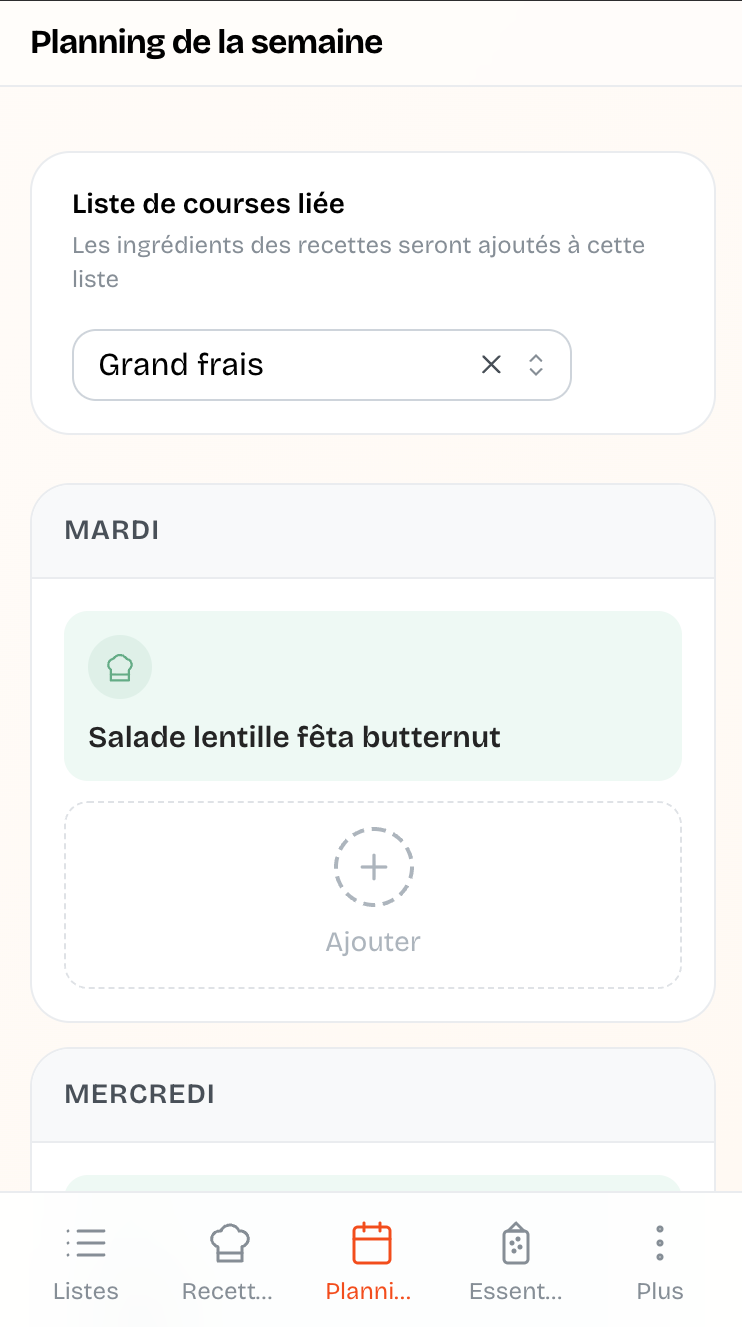 Planning de la semaine
Liste de courses liée
Les ingrédients des recettes seront ajoutés à cette
liste
Grand frais
MARDI
Salade lentille fêta butternut
Ajouter
MERCREDI
Listes
Recett...
Planni...
Essent...
Plus